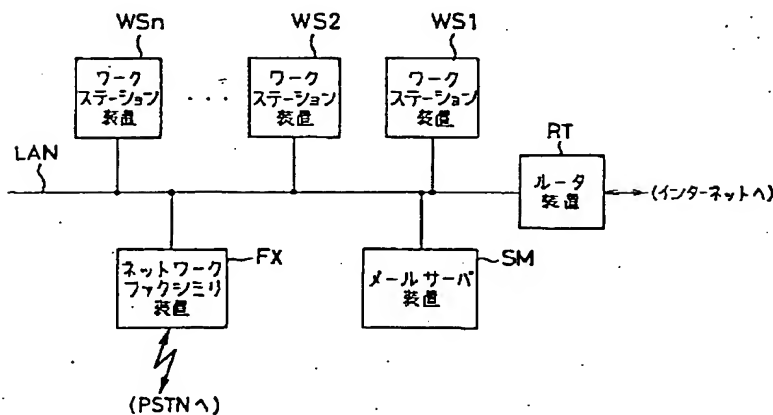 WSn
WS2
WS1
ワーク
ステーション
装置
...
ワーク
ステーション
装置
ワーク
ステーション
装置
LAN
RT
ルータ
装置
(インターネットへ)
ネットワーク
ファクシミリ
装置
FX
メールサーバ
装置
SM
(PSTNへ)